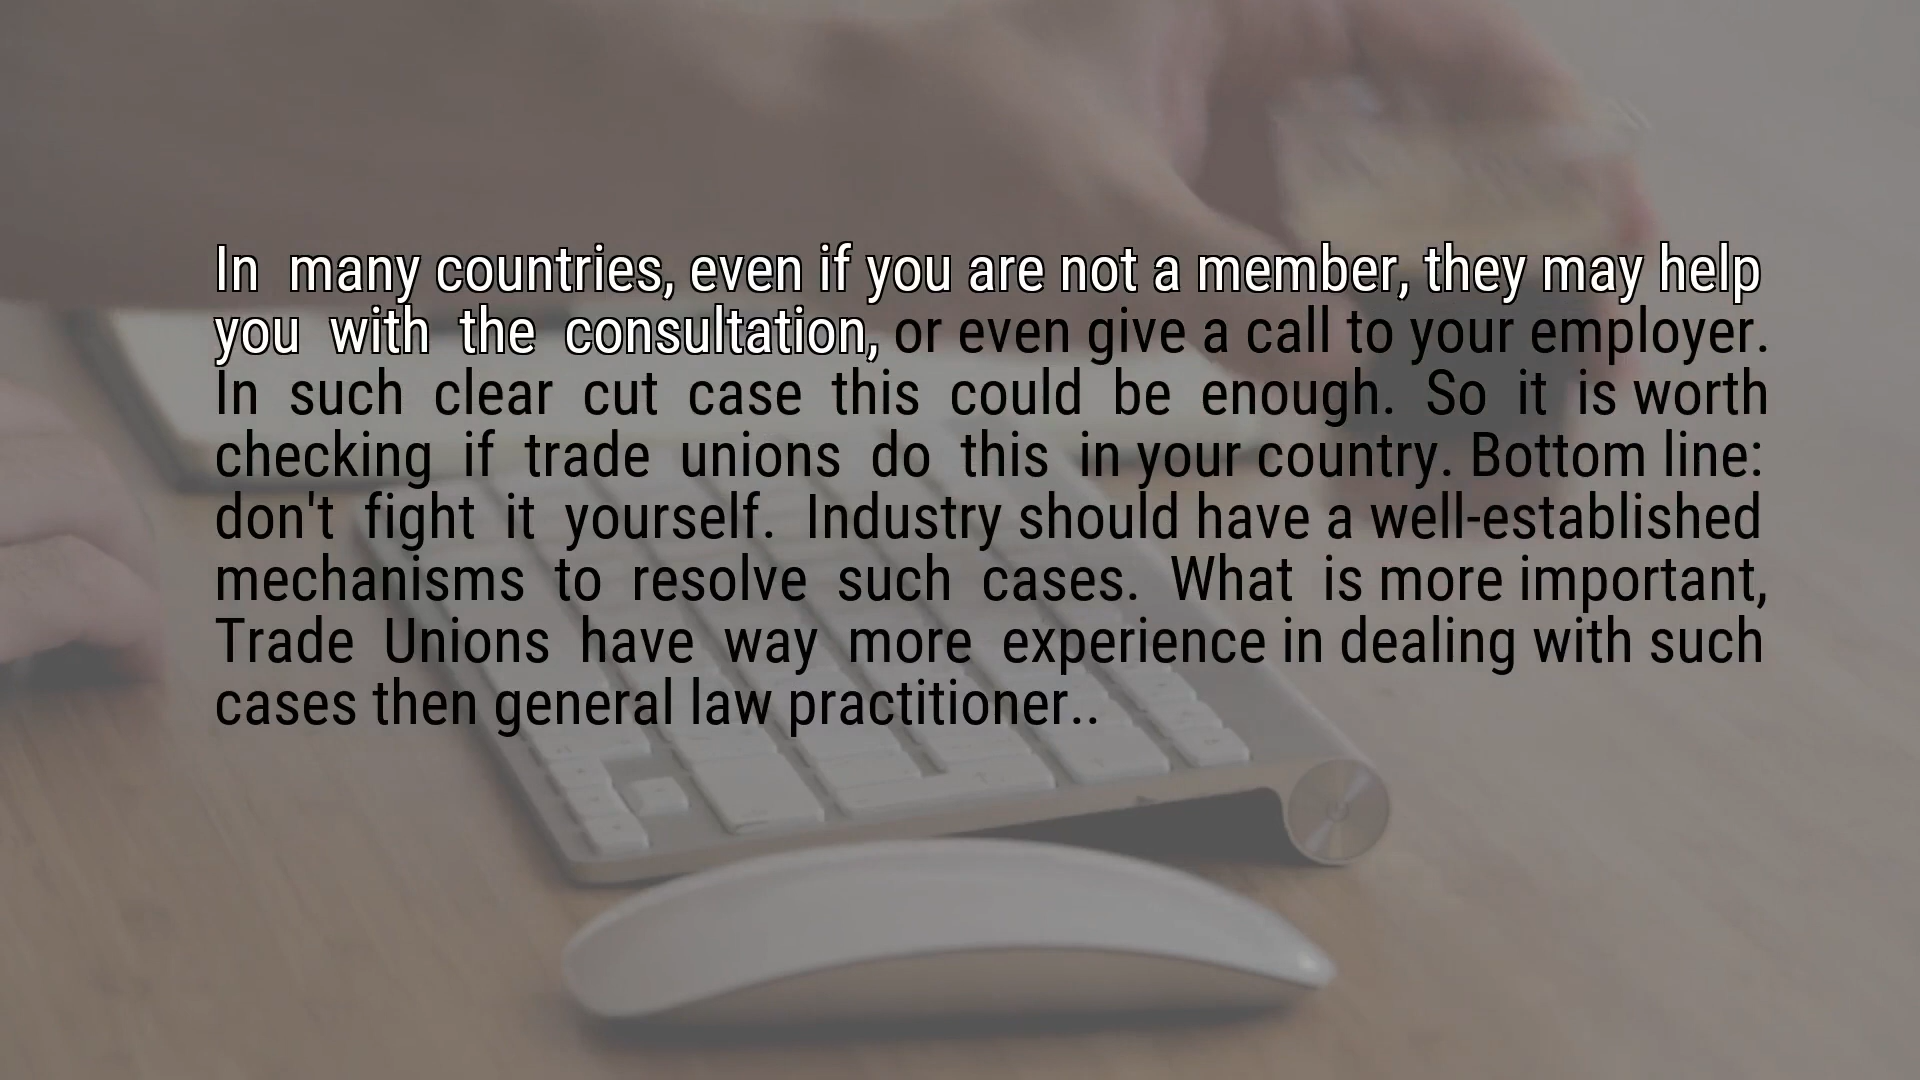 In many countries, even if you are not a member, they may help
you with the consultation, or even give a call to your employer.
In such clear cut case this could be enough. So it is worth
checking if trade unions do this in your country. Bottom line:
don't fight it yourself. Industry should have a well-established
mechanisms to resolve such cases. What is more important,
Trade Unions have way more experience in dealing with such
cases then general law practitioner..